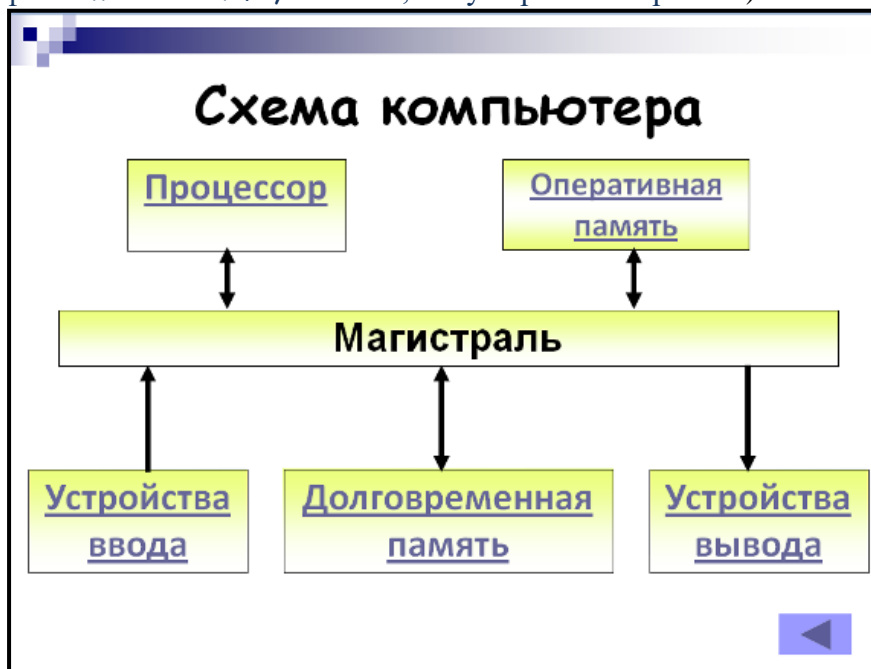 Схема компьютера
Процессор
Оперативная
память
Магистраль
Устройства
ввода
Долговременная
память
Устройства
вывода